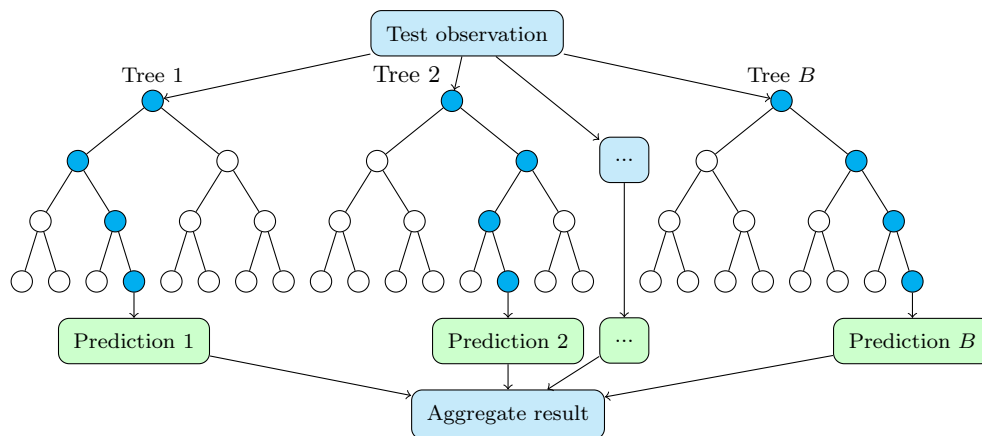 Test observation
Tree 1
Tree 2
Tree B
...
Prediction 1
Prediction 2
...
Prediction B
Aggregate result